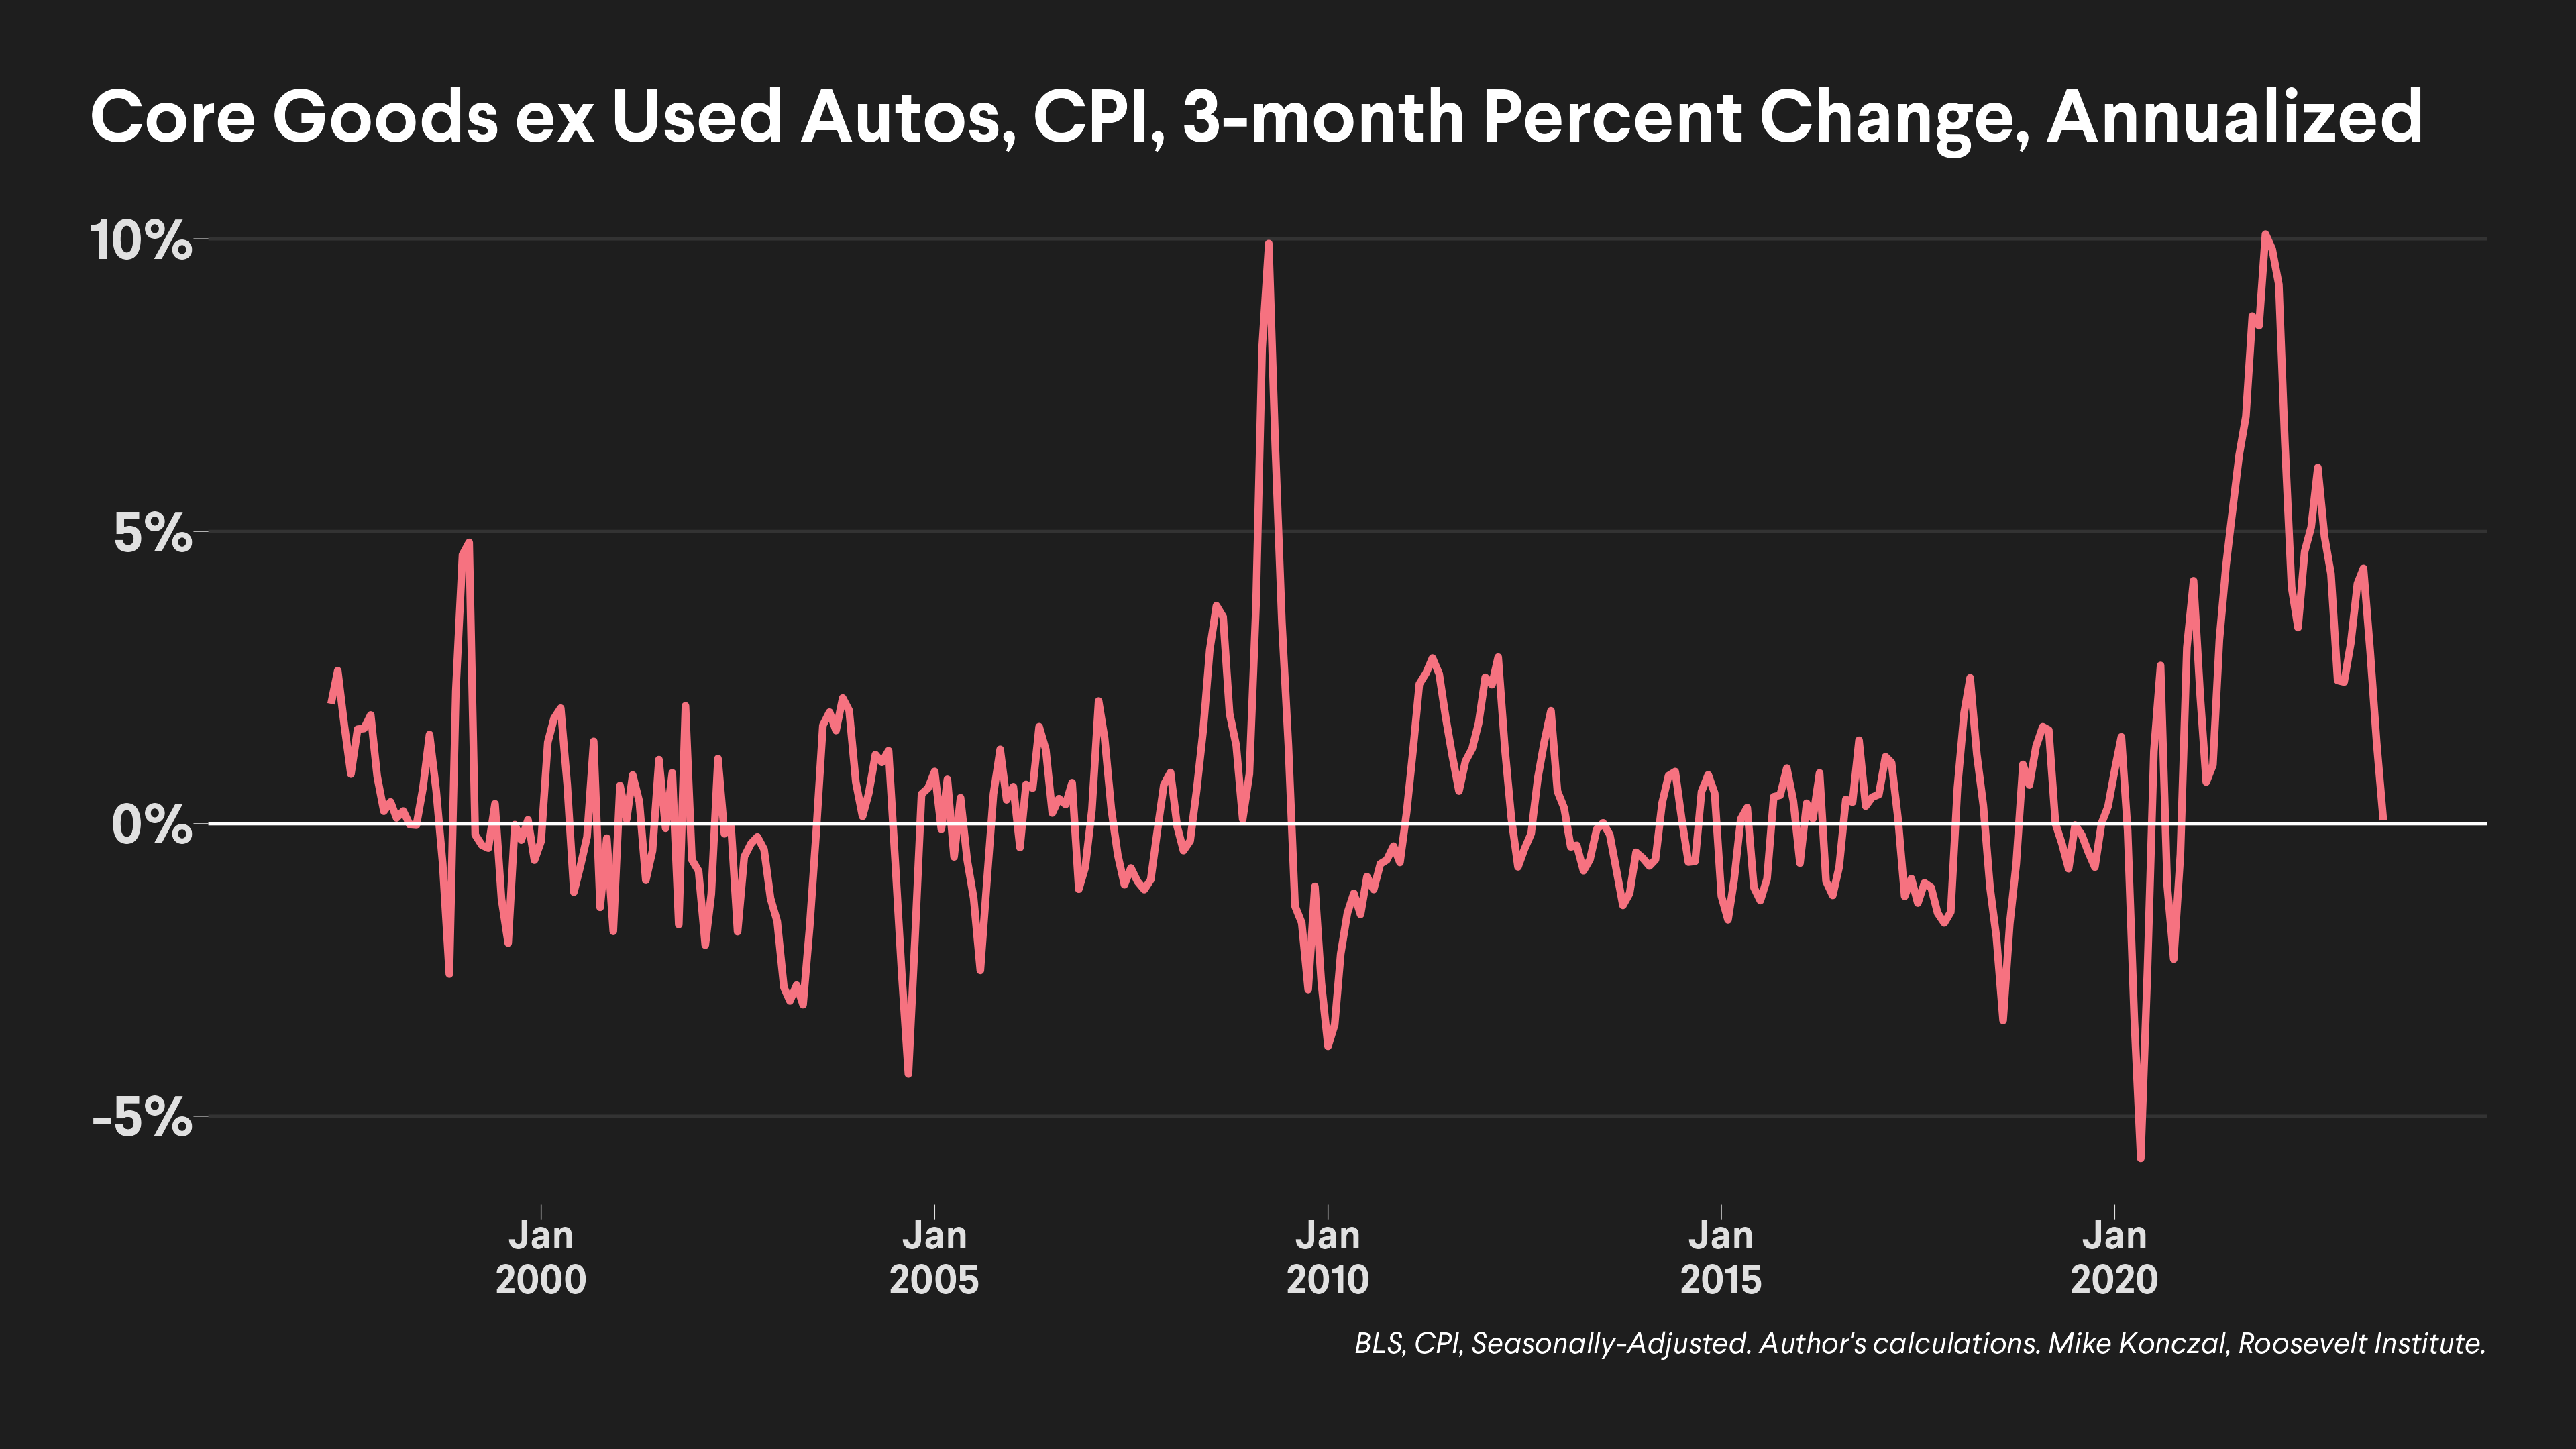 Core Goods ex Used Autos, CPI, 3-month Percent Change, Annualized
10%
5%
0%
-5%
Jan
2000
Jan
2005
Jan
2010
Jan
2015
Jan
2020
BLS, CPI, Seasonally-Adjusted. Author's calculations. Mike Konczal, Roosevelt Institute.